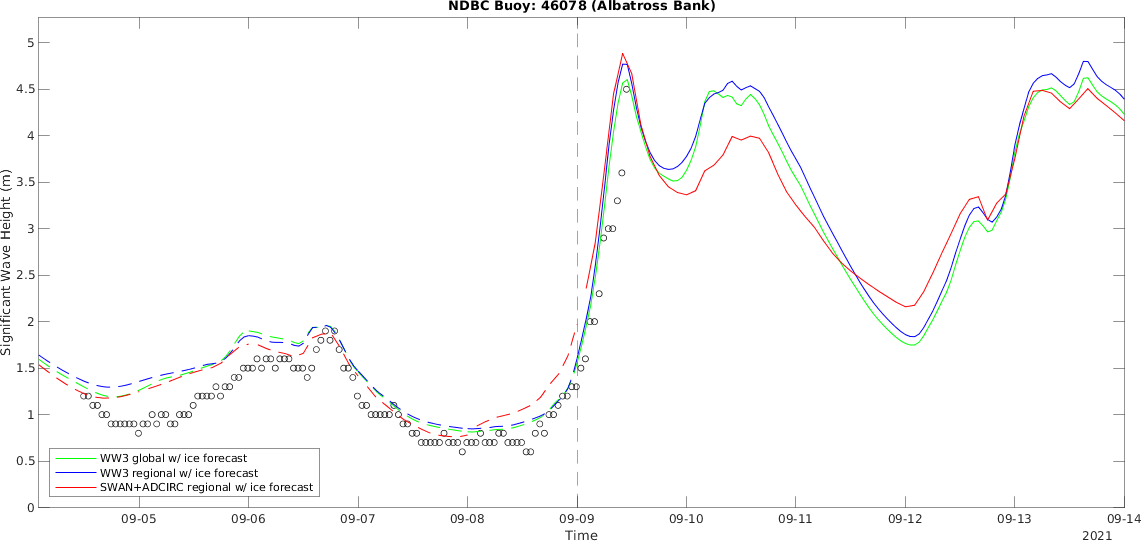 NDBC Buoy: 46078 (Albatross Bank)
5
4.5
4
3.5
3
2.5
2
1.5
1
0.5
0
Significant Wave Height (m)
WW3 global w/ ice forecast
WW3 regional w/ ice forecast
SWAN+ADCIRC regional w/ ice forecast
09-05 09-06 09-07 09-08 09-09 09-10 09-11 09-12 09-13 09-14
Time
2021